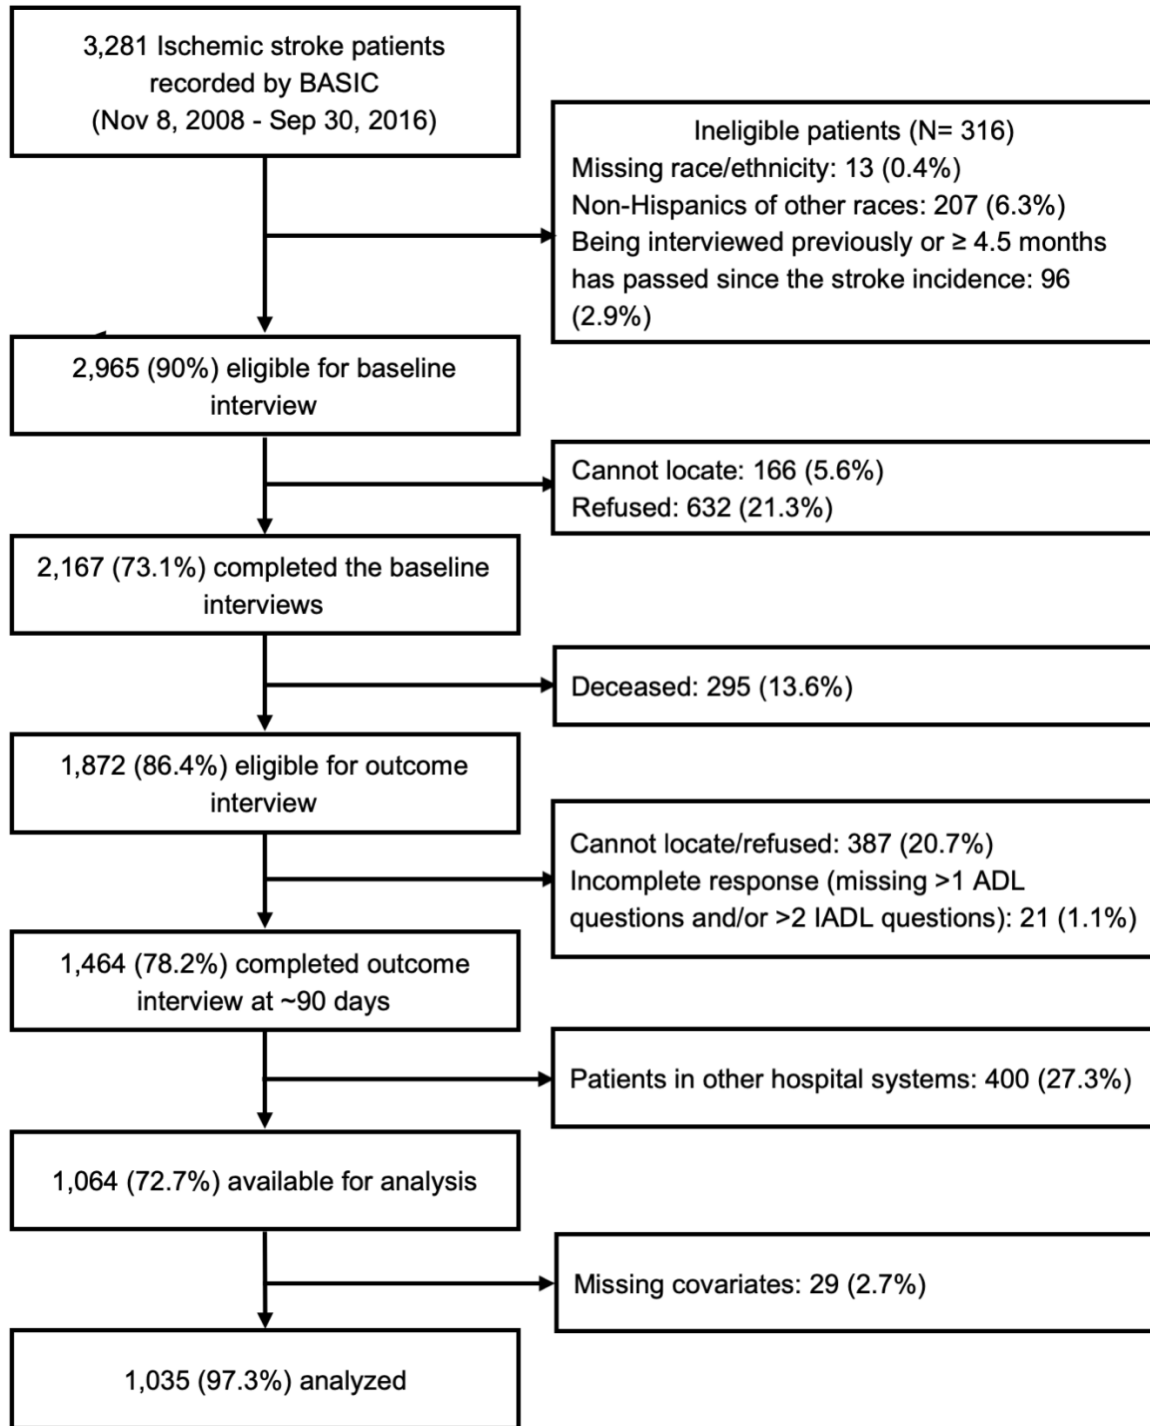 3,281 Ischemic stroke patients
recorded by BASIC
(Nov 8, 2008 - Sep 30, 2016)
Ineligible patients (N= 316)
Missing race/ethnicity: 13 (0.4%)
Non-Hispanics of other races: 207 (6.3%)
Being interviewed previously or ≥ 4.5 months
has passed since the stroke incidence: 96
(2.9%)
2,965 (90%) eligible for baseline
interview
Cannot locate: 166 (5.6%)
Refused: 632 (21.3%)
2,167 (73.1%) completed the baseline
interviews
Deceased: 295 (13.6%)
1,872 (86.4%) eligible for outcome
interview
Cannot locate/refused: 387 (20.7%)
Incomplete response (missing >1 ADL
questions and/or >2 IADL questions): 21 (1.1%)
1,464 (78.2%) completed outcome
interview at ~90 days
Patients in other hospital systems: 400 (27.3%)
1,064 (72.7%) available for analysis
Missing covariates: 29 (2.7%)
1,035 (97.3%) analyzed